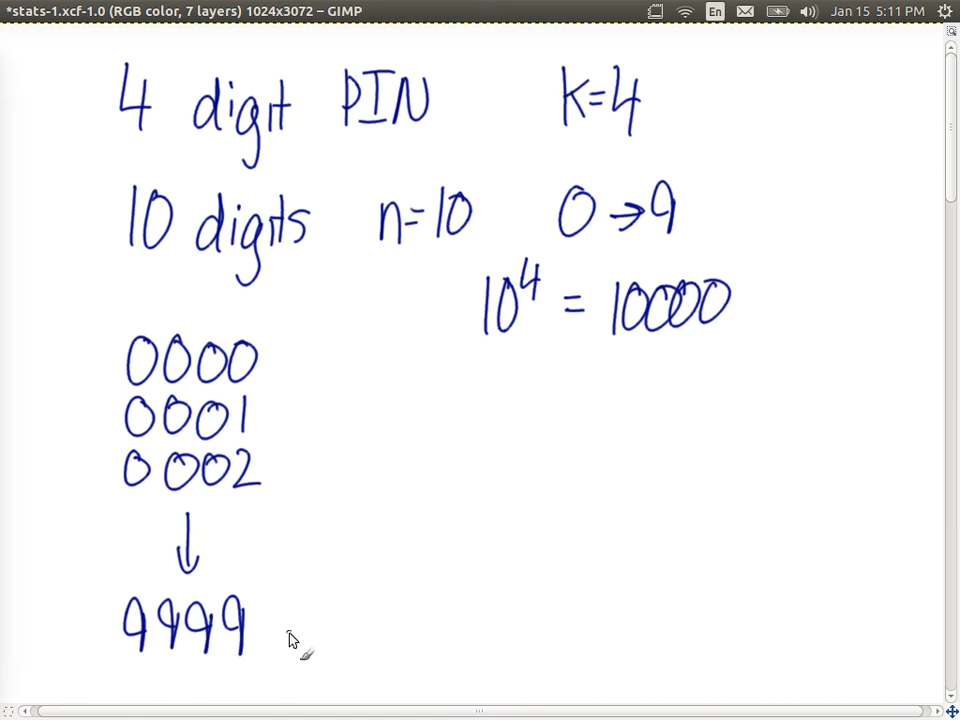 *stats-1.xcf-1.0 (RGB color, 7 layers) 1024x3072 – GIMP En Jan 15 5:11 PM
4 digit PIN K=4
10 digits n=10 0→9
10⁴ = 10000
0000
0001
0002
↓
9999